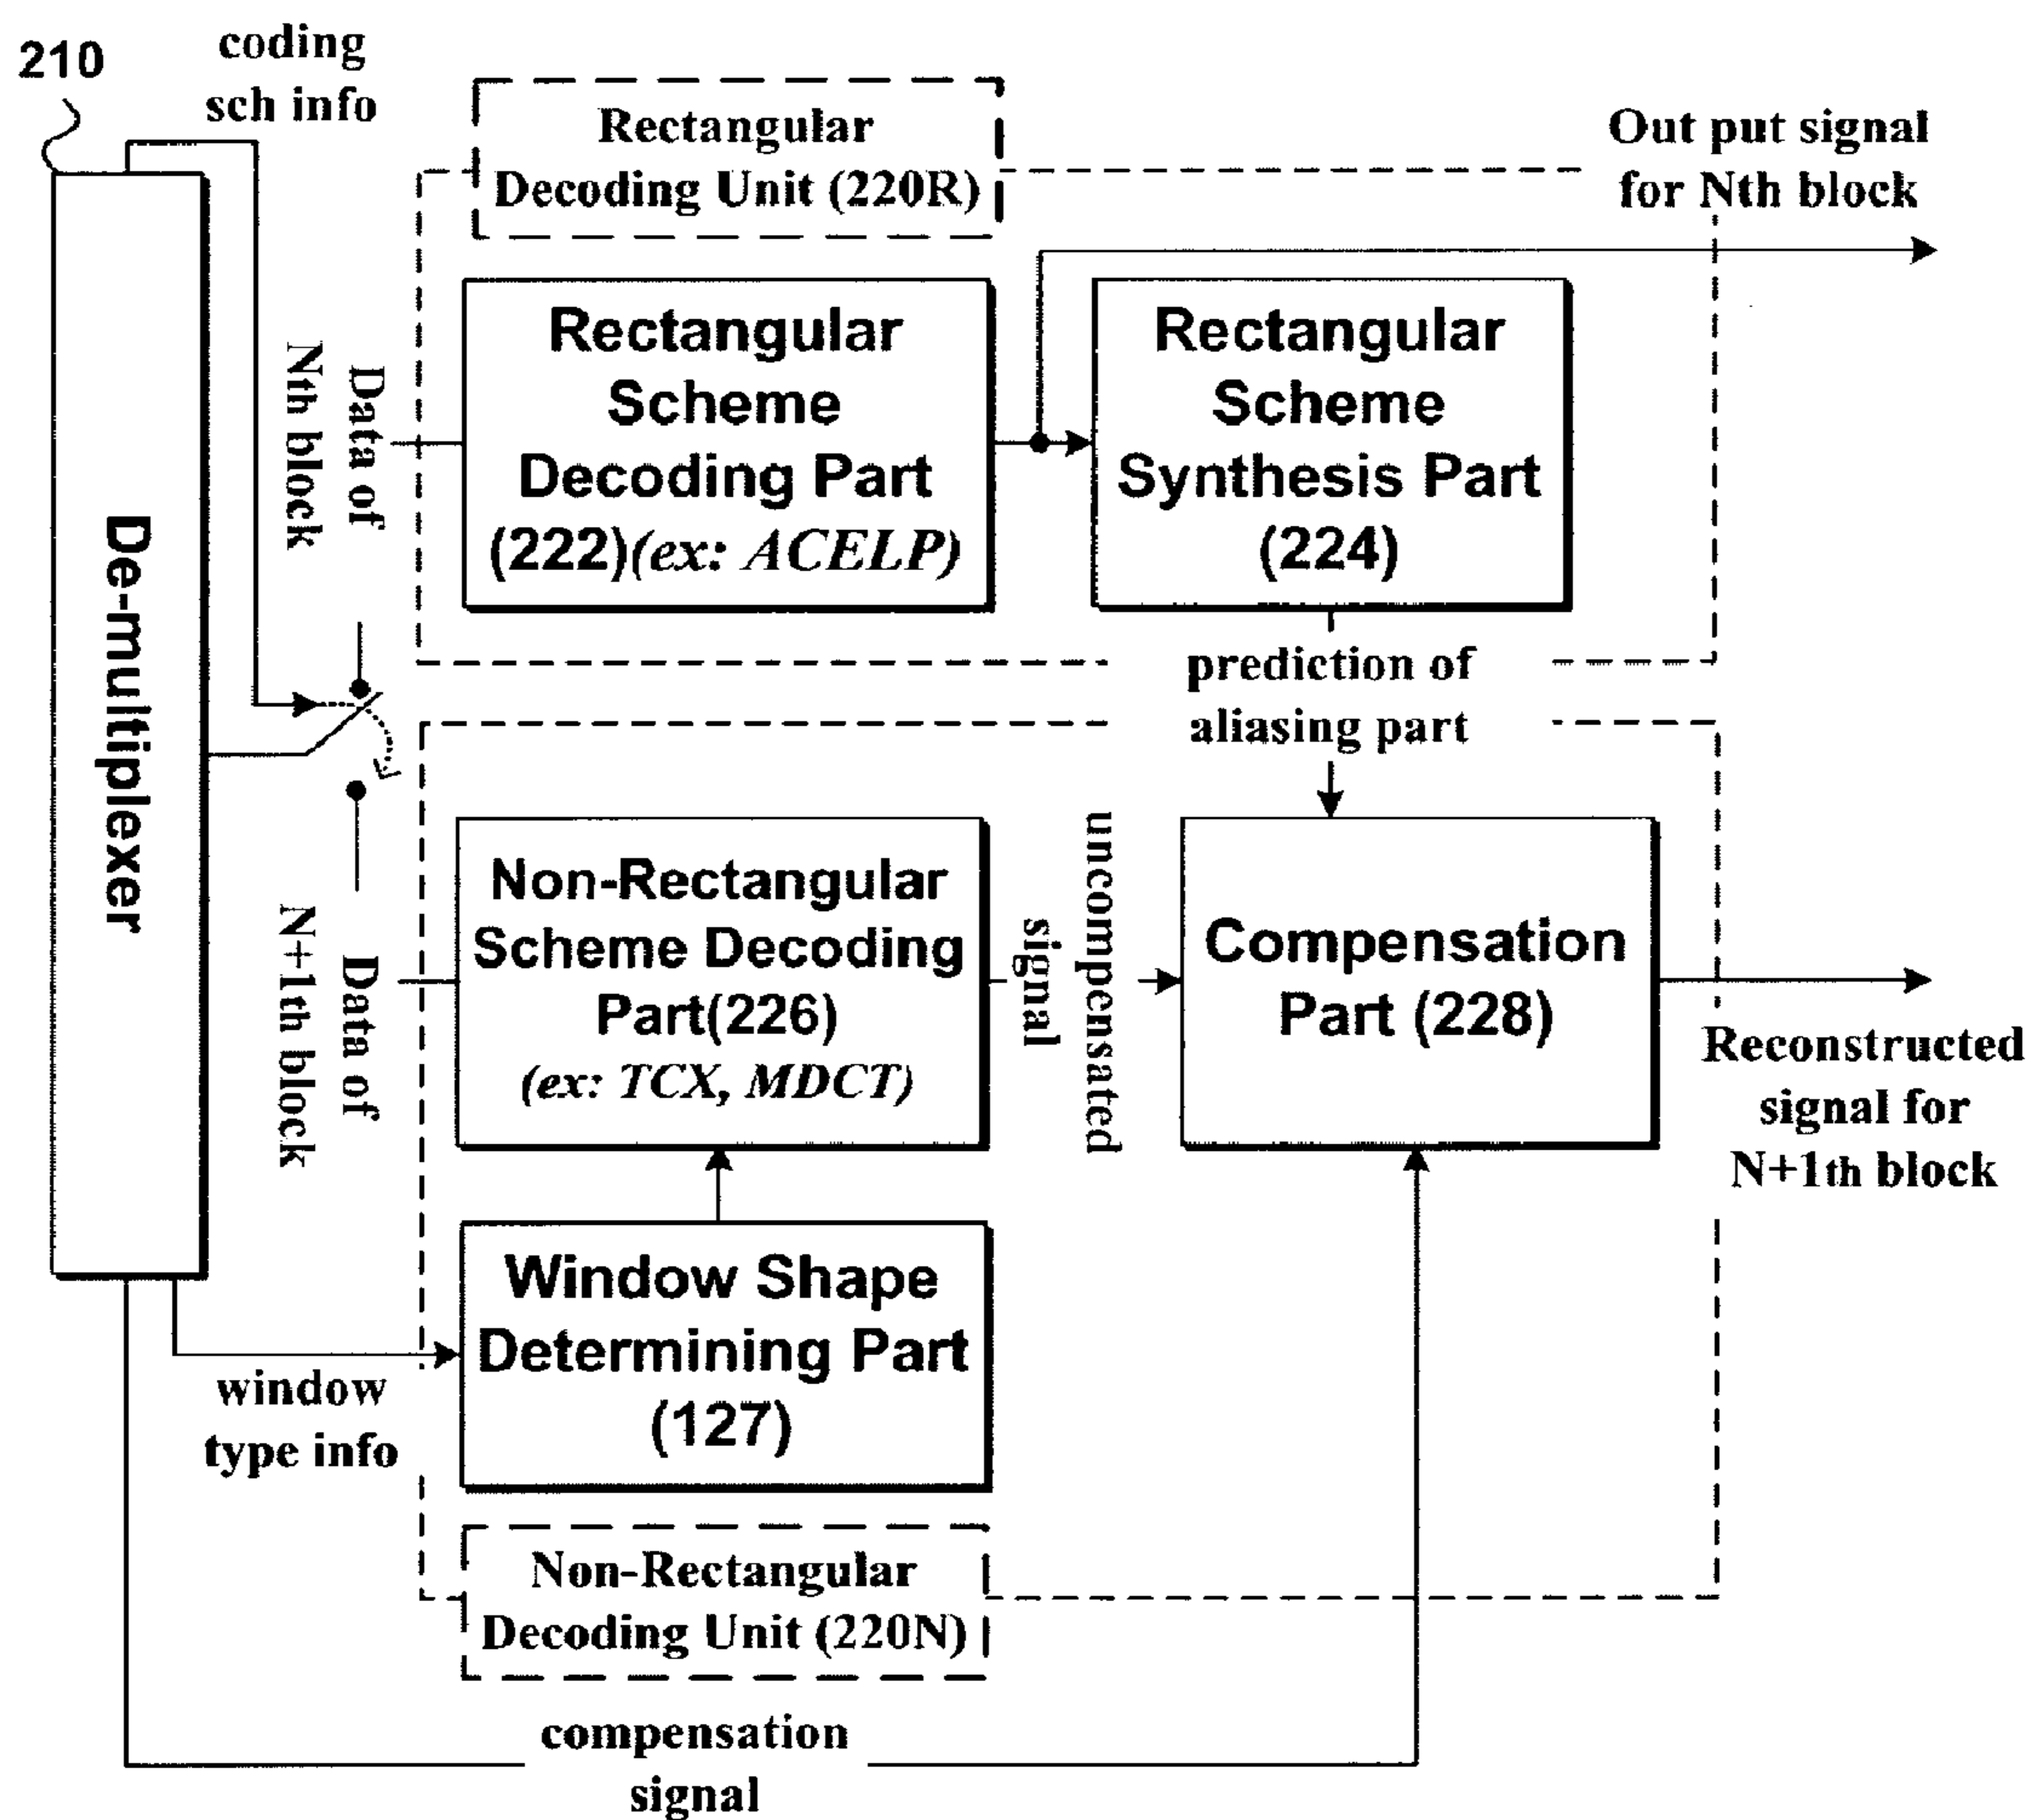 210
coding
sch info
Rectangular
Decoding Unit (220R)
Out put signal
for Nth block
Data of
Nth block
Rectangular
Scheme
Decoding Part
(222)(ex: ACELP)
Rectangular
Scheme
Synthesis Part
(224)
De-multiplexer
prediction of
aliasing part
Data of
N+1th block
Non-Rectangular
Scheme Decoding
Part(226)
(ex: TCX, MDCT)
uncompensated
signal
Compensation
Part (228)
Reconstructed
signal for
N+1th block
Window Shape
Determining Part
(127)
window
type info
Non-Rectangular
Decoding Unit (220N)
compensation
signal